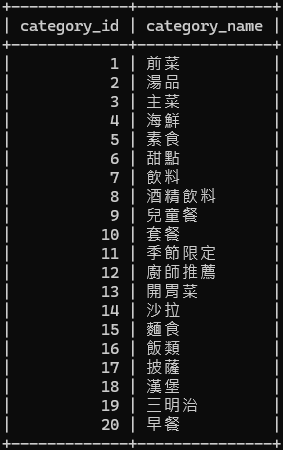 +-------------+---------------+
| category_id | category_name |
+-------------+---------------+
| 1 | 前菜 |
| 2 | 湯品 |
| 3 | 主菜 |
| 4 | 海鮮 |
| 5 | 素食 |
| 6 | 甜點 |
| 7 | 飲料 |
| 8 | 酒精飲料 |
| 9 | 兒童餐 |
| 10 | 套餐 |
| 11 | 季節限定 |
| 12 | 廚師推薦 |
| 13 | 開胃菜 |
| 14 | 沙拉 |
| 15 | 麵食 |
| 16 | 飯類 |
| 17 | 披薩 |
| 18 | 漢堡 |
| 19 | 三明治 |
| 20 | 早餐 |
+-------------+---------------+